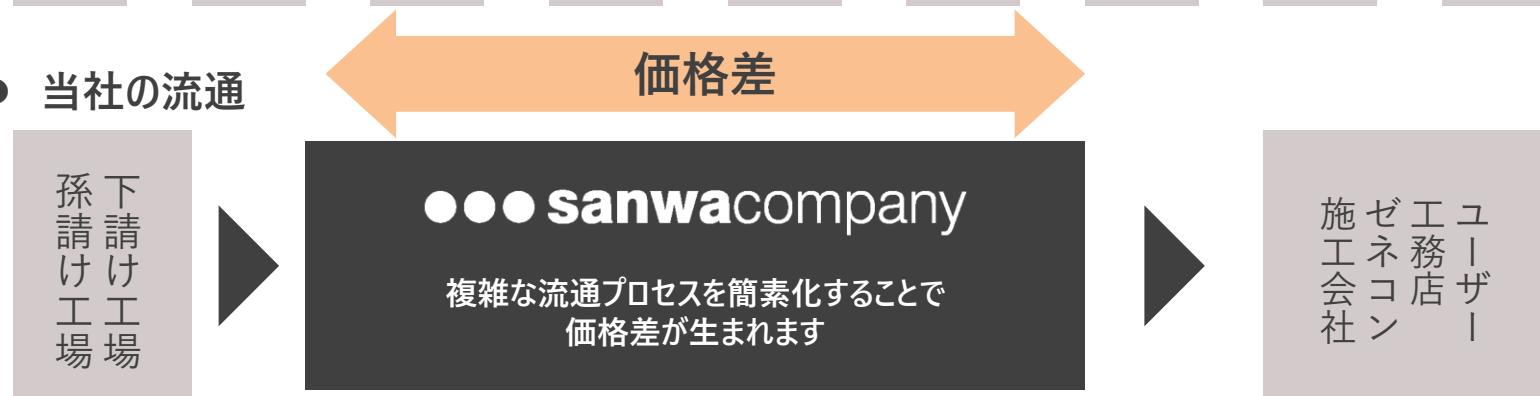 価格差
● 当社の流通
下請け工場
孫請け工場
sanwacompany
複雑な流通プロセスを簡素化することで
価格差が生まれます
ユーザー
工務店
ゼネコン
施工会社